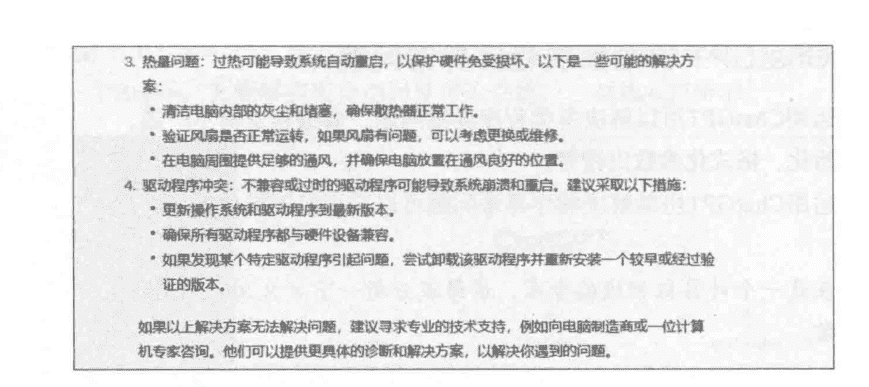 3. 热量问题：过热可能导致系统自动重启，以保护硬件免受损坏。以下是一些可能的解决方
案：
• 清洁电脑内部的灰尘和堵塞，确保散热器正常工作。
• 验证风扇是否正常运转，如果风扇有问题，可以考虑更换或维修。
• 在电脑周围提供足够的通风，并确保电脑放置在通风良好的位置。
4. 驱动程序冲突：不兼容或过时的驱动程序可能导致系统崩溃和重启。建议采取以下措施：
• 更新操作系统和驱动程序到最新版本。
• 确保所有驱动程序都与硬件设备兼容。
• 如果发现某个特定驱动程序引起问题，尝试卸载该驱动程序并重新安装一个较早或经过验
证的版本。
如果以上解决方案无法解决问题，建议寻求专业的技术支持，例如向电脑制造商或一位计算
机专家咨询。他们可以提供更具体的诊断和解决方案，以解决你遇到的问题。